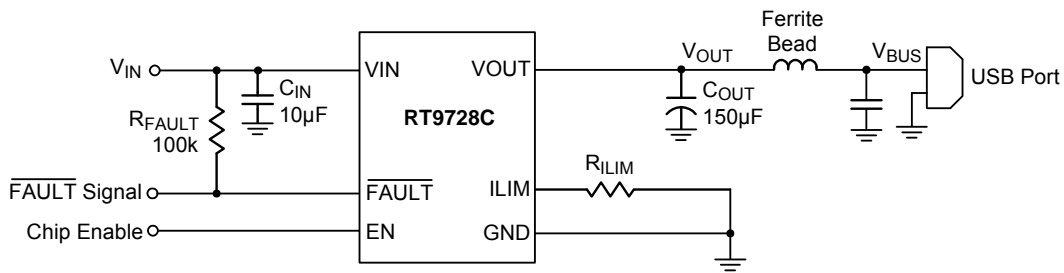 Ferrite
Bead
VIN
VIN
VOUT
VOUT
VBUS
USB Port
CIN
10µF
COUT
150µF
RFAULT
100k
RT9728C
RILIM
FAULT Signal
FAULT
ILIM
Chip Enable
EN
GND